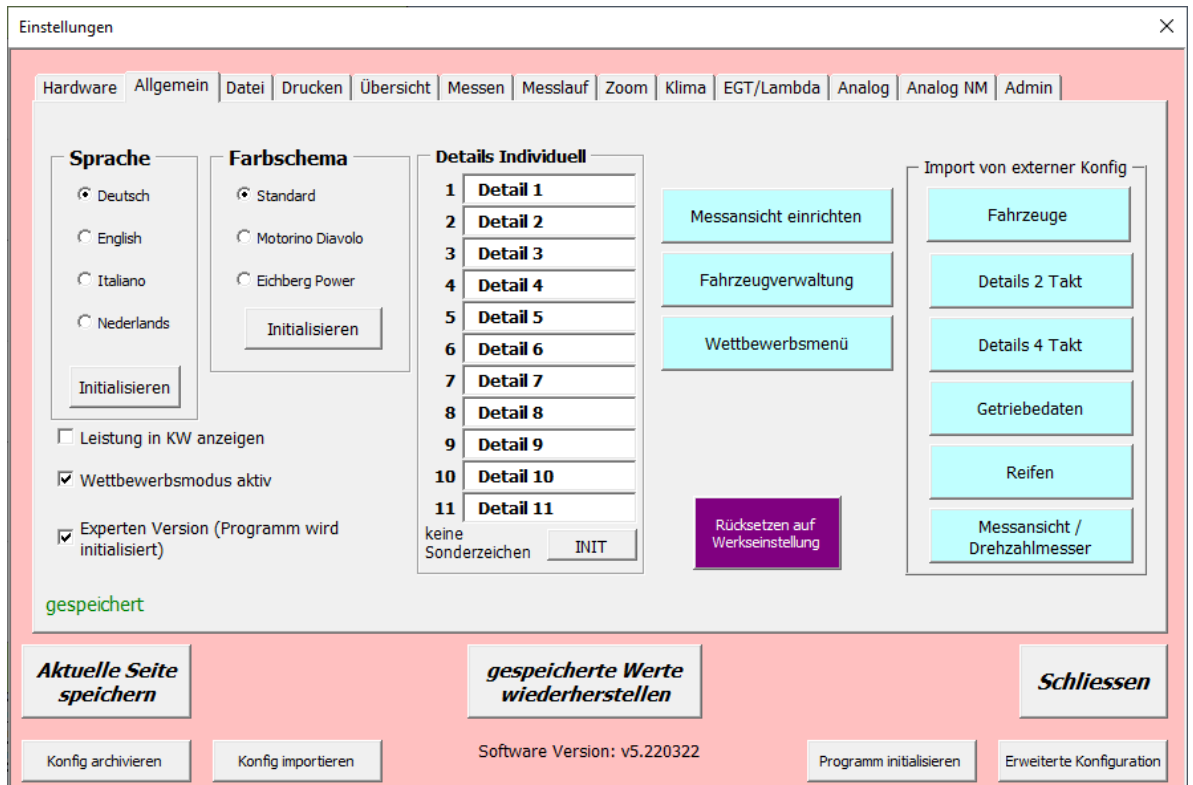 Einstellungen
Hardware Allgemein Datei Drucken Übersicht Messen Messlauf Zoom Klima EGT/Lambda Analog Analog NM Admin
Sprache
Deutsch
English
Italiano
Nederlands
Initialisieren
Farbschema
Standard
Motorino Diavolo
Eichberg Power
Initialisieren
Leistung in KW anzeigen
Wettbewerbsmodus aktiv
Experten Version (Programm wird
initialisiert)
gespeichert
Details Individuell
1 Detail 1
2 Detail 2
3 Detail 3
4 Detail 4
5 Detail 5
6 Detail 6
7 Detail 7
8 Detail 8
9 Detail 9
10 Detail 10
11 Detail 11
keine
Sonderzeichen
INIT
Messansicht einrichten
Fahrzeugverwaltung
Wettbewerbsmenü
Rücksetzen auf
Werkseinstellung
Import von externer Konfig
Fahrzeuge
Details 2 Takt
Details 4 Takt
Getriebedaten
Reifen
Messansicht /
Drehzahlmesser
Aktuelle Seite
speichern
gespeicherte Werte
wiederherstellen
Schliessen
Konfig archivieren
Konfig importieren
Software Version: v5.220322
Programm initialisieren
Erweiterte Konfiguration